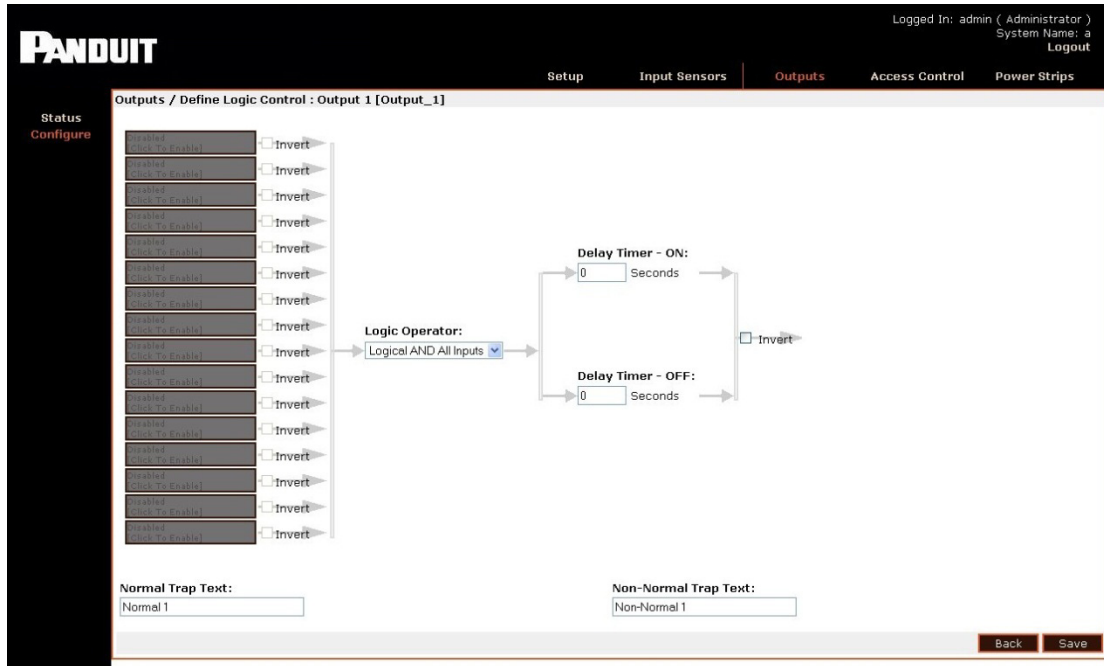 Logged In: admin ( Administrator )
System Name: a
Logout
PANDUIT
Setup Input Sensors Outputs Access Control Power Strips
Status
Configure
Outputs / Define Logic Control : Output 1 [Output_1]
Disabled
[Click To Enable]
Invert
Disabled
[Click To Enable]
Invert
Disabled
[Click To Enable]
Invert
Disabled
[Click To Enable]
Invert
Disabled
[Click To Enable]
Invert
Disabled
[Click To Enable]
Invert
Disabled
[Click To Enable]
Invert
Disabled
[Click To Enable]
Invert
Disabled
[Click To Enable]
Invert
Disabled
[Click To Enable]
Invert
Disabled
[Click To Enable]
Invert
Disabled
[Click To Enable]
Invert
Disabled
[Click To Enable]
Invert
Disabled
[Click To Enable]
Invert
Disabled
[Click To Enable]
Invert
Disabled
[Click To Enable]
Invert
Logic Operator:
Logical AND All Inputs
Delay Timer - ON:
0 Seconds
Delay Timer - OFF:
0 Seconds
Invert
Normal Trap Text:
Normal 1
Non-Normal Trap Text:
Non-Normal 1
Back Save